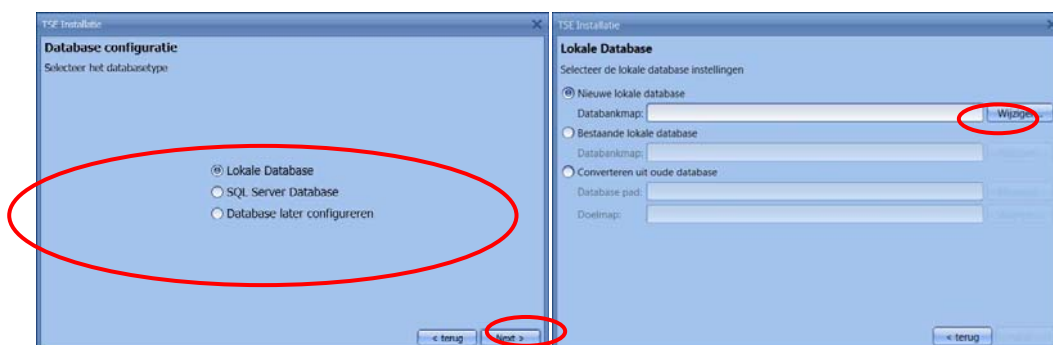 TSE Installatie
Database configuratie
Selecteer het databasetype
Lokale Database
SQL Server Database
Database later configureren
< terug
Next >
TSE Installatie
Lokale Database
Selecteer de lokale database instellingen
Nieuwe lokale database
Databankmap:
Wijzigen...
Bestaande lokale database
Databankmap:
Converteren uit oude database
Database pad:
Doelmap:
< terug